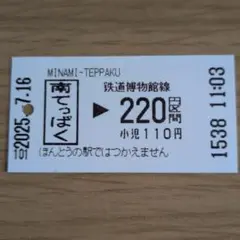 MINAMI-TEPPAKU
鉄道博物館線
南てっぱく
▶ 220円区間
小児110円
ほんとうの駅ではつかえません
2025.-7.16
101
1538 11:03